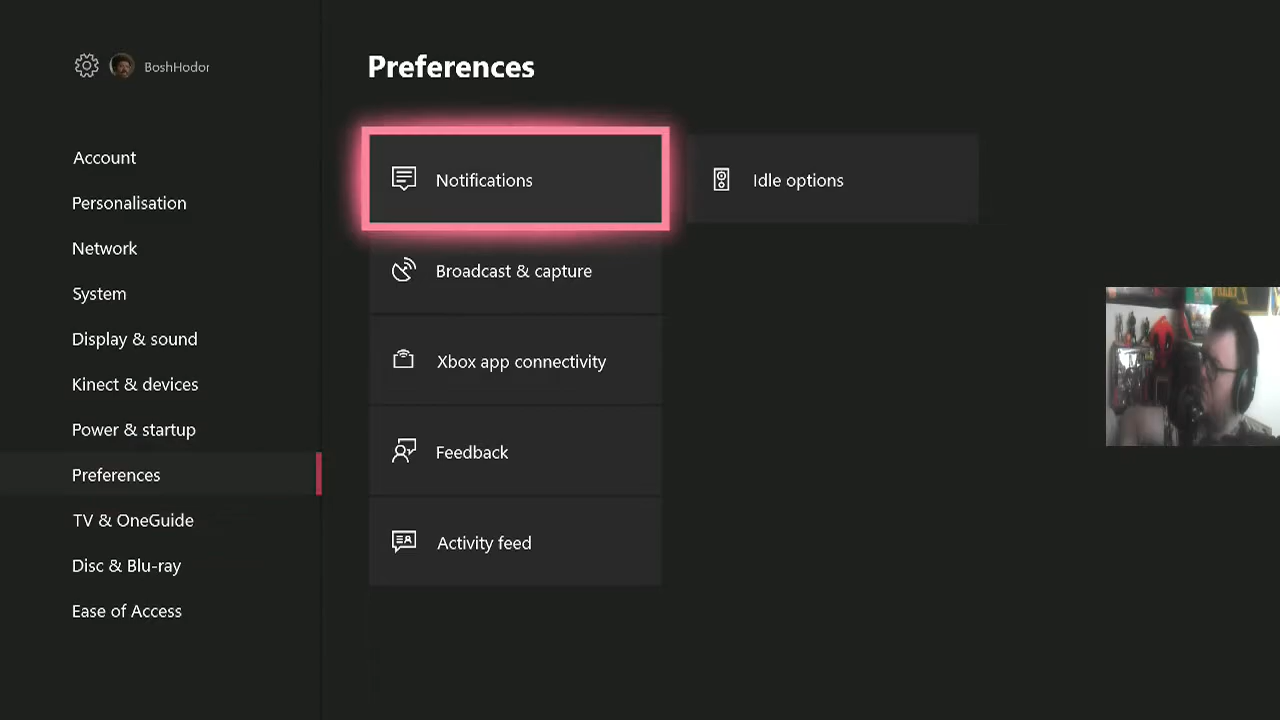 BoshHodor
Account
Personalisation
Network
System
Display & sound
Kinect & devices
Power & startup
Preferences
TV & OneGuide
Disc & Blu-ray
Ease of Access
Preferences
Notifications
Idle options
Broadcast & capture
Xbox app connectivity
Feedback
Activity feed